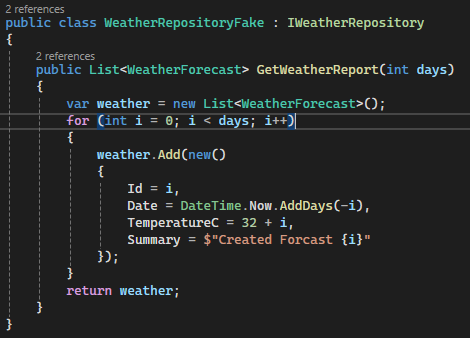 2 references
public class WeatherRepositoryFake : IWeatherRepository
{
2 references
public List<WeatherForecast> GetWeatherReport(int days)
{
var weather = new List<WeatherForecast>();
for (int i = 0; i < days; i++)
{
weather.Add(new()
{
Id = i,
Date = DateTime.Now.AddDays(-i),
TemperatureC = 32 + i,
Summary = $"Created Forcast {i}"
});
}
return weather;
}
}